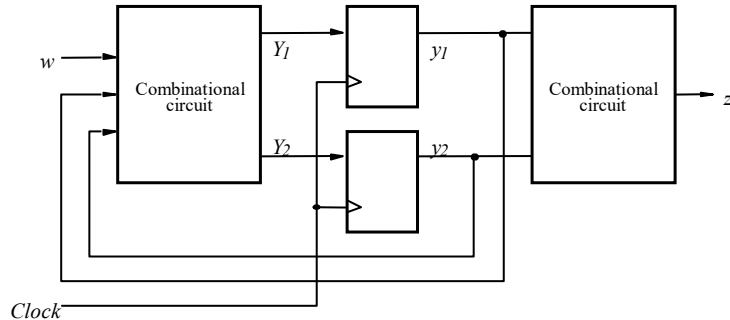 w
Combinational
circuit
Y1
Y2
y1
y2
Combinational
circuit
z
Clock